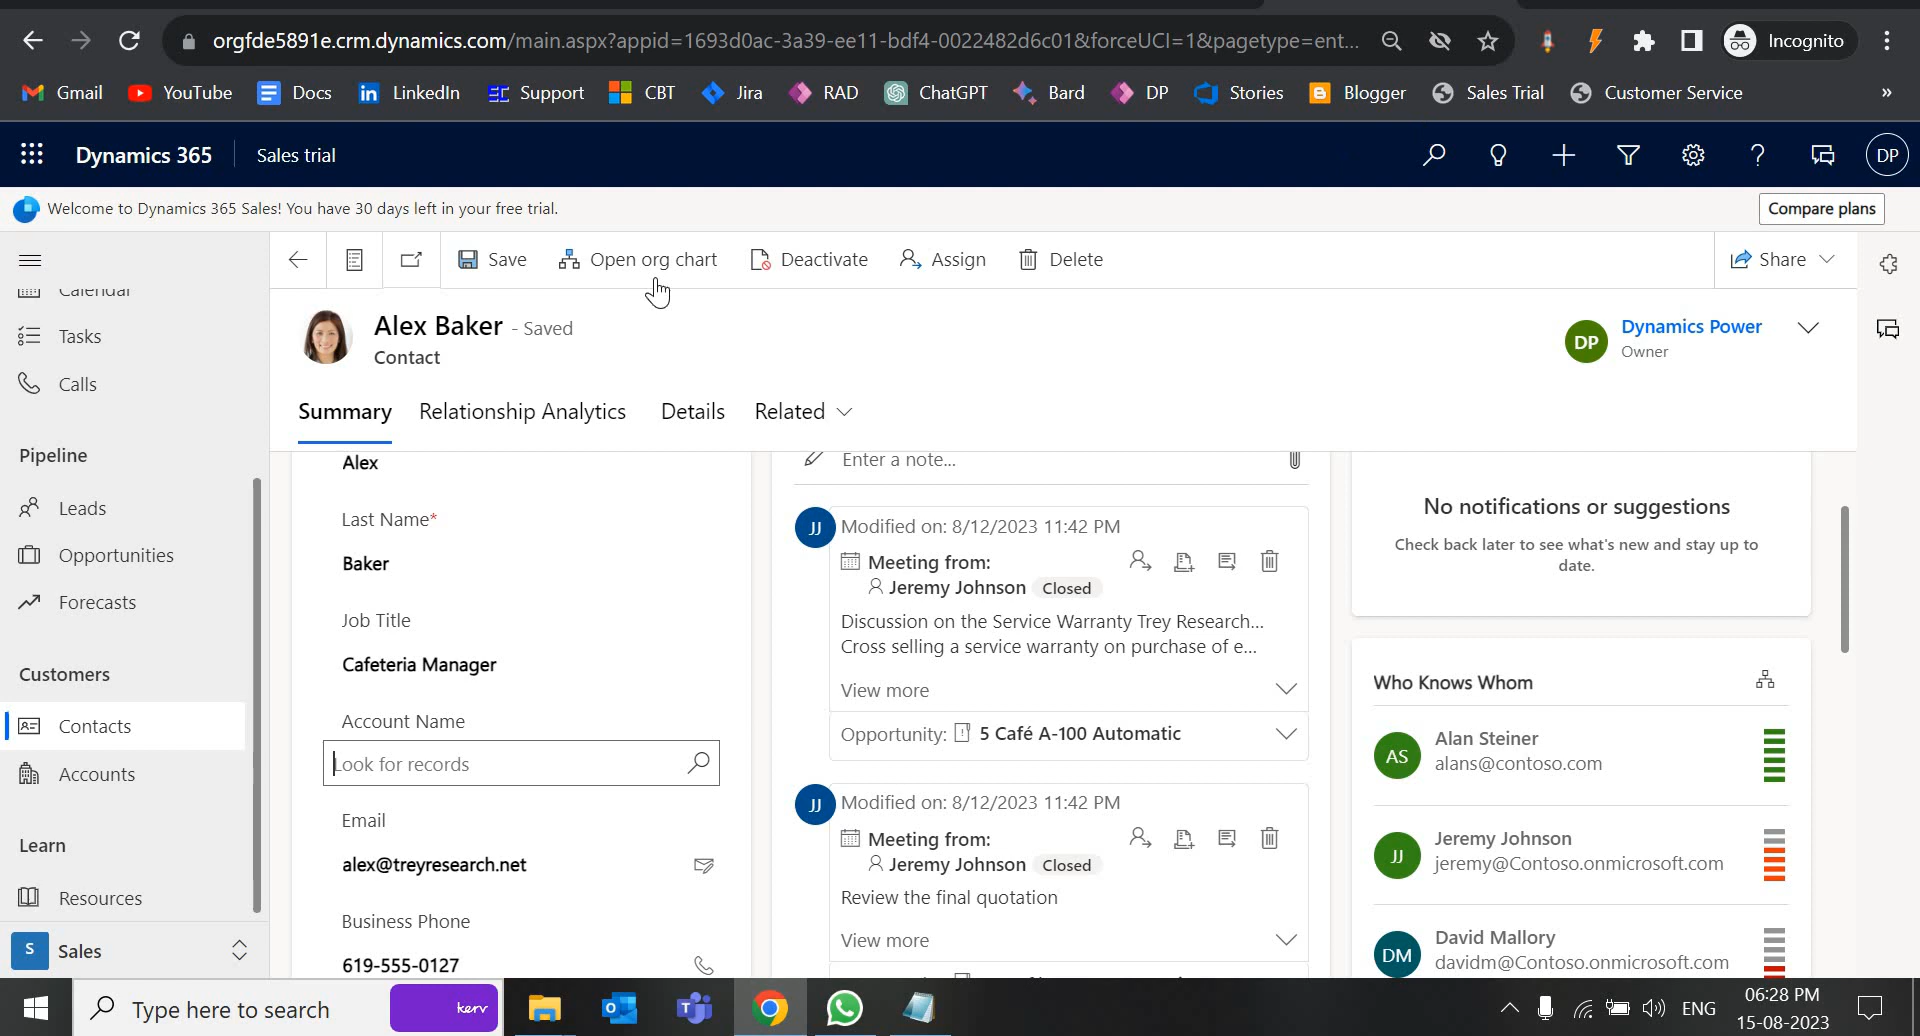 orgfde5891e.crm.dynamics.com/main.aspx?appid=1693d0ac-3a39-ee11-bdf4-0022482d6c01&forceUCI=1&pagetype=ent...
Incognito
Gmail YouTube Docs LinkedIn Support CBT Jira RAD ChatGPT Bard DP Stories Blogger Sales Trial Customer Service »
Dynamics 365 Sales trial
DP
Welcome to Dynamics 365 Sales! You have 30 days left in your free trial.
Compare plans
Save Open org chart Deactivate Assign Delete Share
Calendar
Tasks
Calls
Pipeline
Leads
Opportunities
Forecasts
Customers
Contacts
Accounts
Learn
Resources
S Sales
Alex Baker - Saved
Contact
DP Dynamics Power
Owner
Summary Relationship Analytics Details Related
Alex
Last Name*
Baker
Job Title
Cafeteria Manager
Account Name
Look for records
Email
alex@treyresearch.net
Business Phone
619-555-0127
Enter a note...
JJ Modified on: 8/12/2023 11:42 PM
Meeting from:
Jeremy Johnson Closed
Discussion on the Service Warranty Trey Research...
Cross selling a service warranty on purchase of e...
View more
Opportunity: 5 Café A-100 Automatic
JJ Modified on: 8/12/2023 11:42 PM
Meeting from:
Jeremy Johnson Closed
Review the final quotation
View more
No notifications or suggestions
Check back later to see what's new and stay up to
date.
Who Knows Whom
AS Alan Steiner
alans@contoso.com
JJ Jeremy Johnson
jeremy@Contoso.onmicrosoft.com
DM David Mallory
davidm@Contoso.onmicrosoft.com
Type here to search
kerv
ENG
06:28 PM
15-08-2023